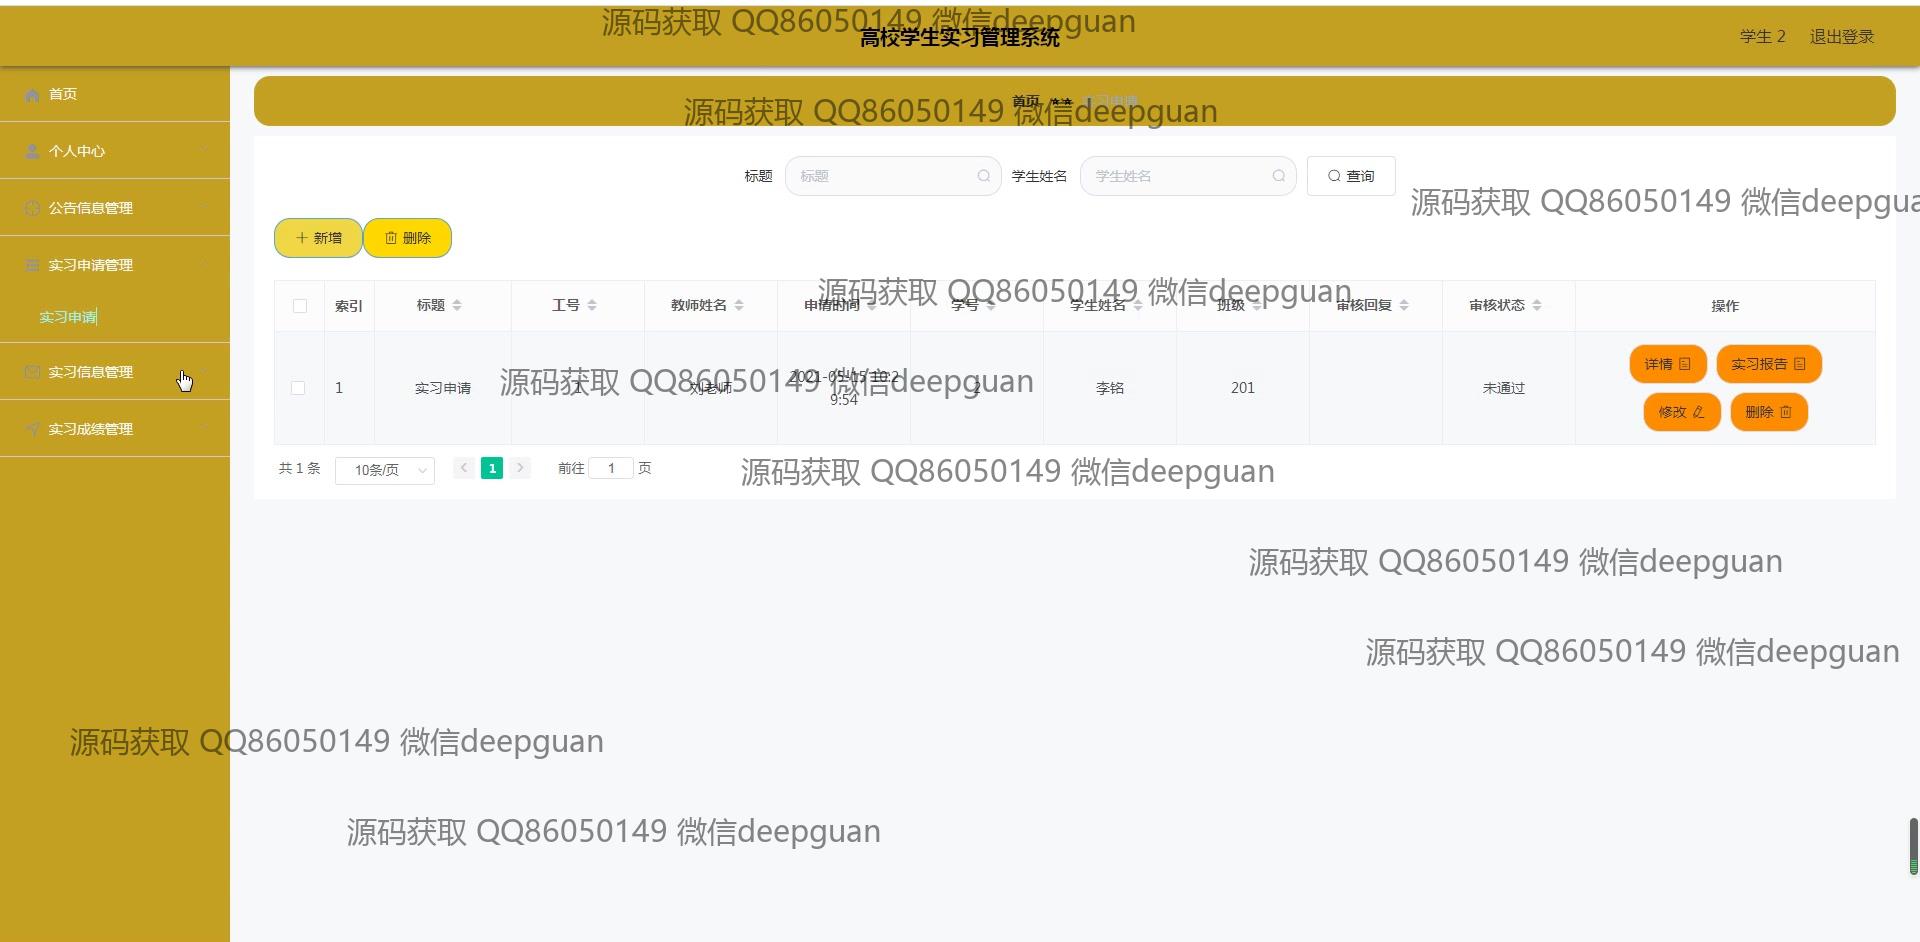 源码获取 QQ86050149 微信deepguan
高校学生实习管理系统
学生 2 退出登录
首页
源码获取 QQ86050149 微信deepguan
首页 ★★ 实习申请
个人中心
标题 标题 学生姓名 学生姓名 查询
源码获取 QQ86050149 微信deepgua
公告信息管理
新增 删除
实习申请管理
源码获取 QQ86050149 微信deepguan
索引 标题 工号 教师姓名 申请时间 学号 学生姓名 班级 审核回复 审核状态 操作
实习申请
详情 实习报告
实习信息管理
源码获取 QQ86050149 微信deepguan
1 实习申请 1 刘老师 2021-05-15 10:2
9:54 2 李铭 201 未通过
修改 删除
实习成绩管理
共 1 条 10条/页 1 前往 1 页
源码获取 QQ86050149 微信deepguan
源码获取 QQ86050149 微信deepguan
源码获取 QQ86050149 微信deepguan
源码获取 QQ86050149 微信deepguan
源码获取 QQ86050149 微信deepguan